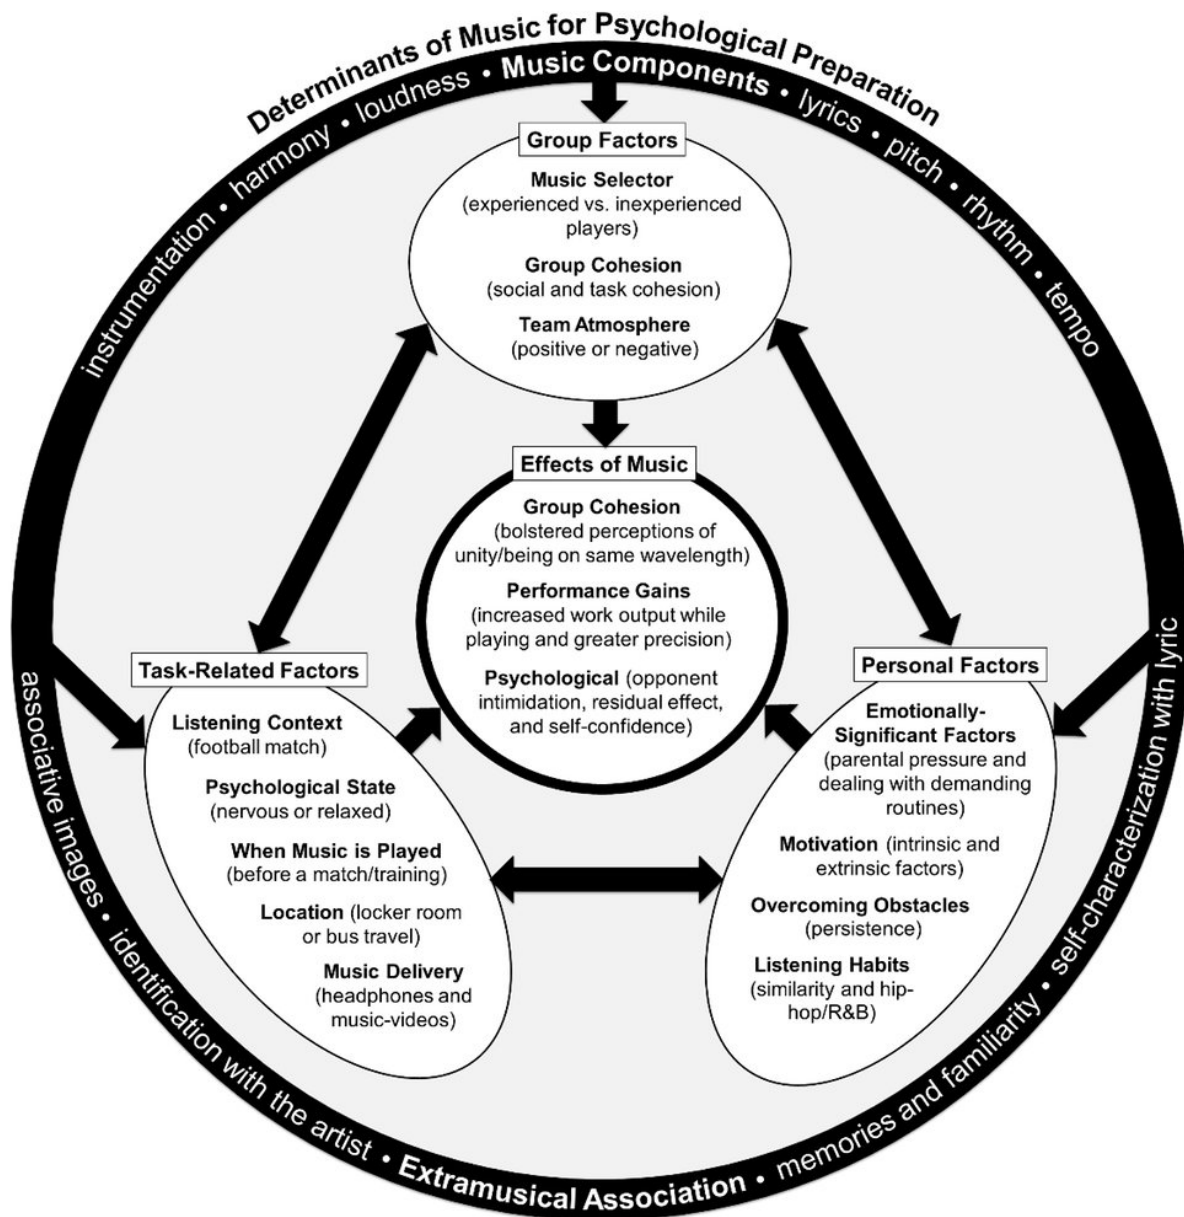 Determinants of Music for Psychological Preparation
instrumentation • harmony • loudness • Music Components • lyrics • pitch • rhythm • tempo
Group Factors
Music Selector
(experienced vs. inexperienced
players)
Group Cohesion
(social and task cohesion)
Team Atmosphere
(positive or negative)
Effects of Music
Group Cohesion
(bolstered perceptions of
unity/being on same wavelength)
Performance Gains
(increased work output while
playing and greater precision)
Psychological (opponent
intimidation, residual effect,
and self-confidence)
Task-Related Factors
Listening Context
(football match)
Psychological State
(nervous or relaxed)
When Music is Played
(before a match/training)
Location (locker room
or bus travel)
Music Delivery
(headphones and
music-videos)
Personal Factors
Emotionally-
Significant Factors
(parental pressure and
dealing with demanding
routines)
Motivation (intrinsic and
extrinsic factors)
Overcoming Obstacles
(persistence)
Listening Habits
(similarity and hip-
hop/R&B)
associative images • identification with the artist • Extramusical Association • memories and familiarity • self-characterization with lyric